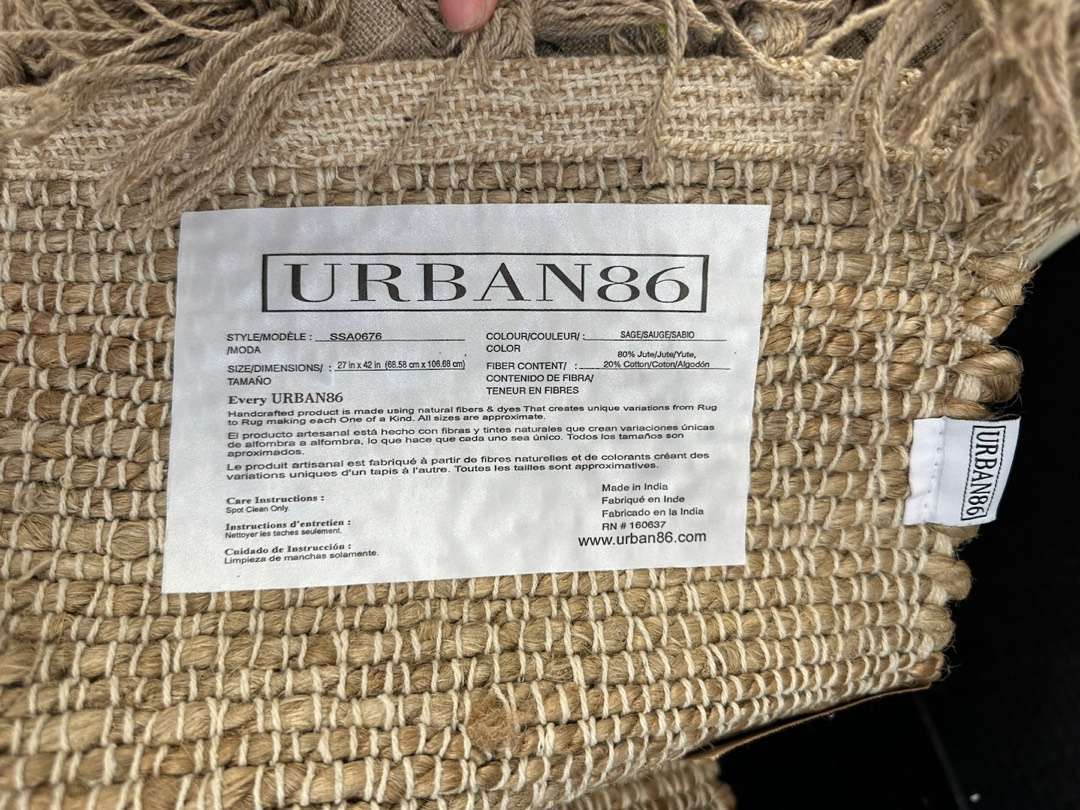 URBAN86
STYLE/MODÈLE : SSA0676
/MODA
SIZE/DIMENSIONS/ : 27 in x 42 in (68.58 cm x 106.68 cm)
TAMAÑO
COLOUR/COULEUR/ : SAGE/SAUGE/SABIO
COLOR
80% Jute/Jute/Yute,
FIBER CONTENT/ : 20% Cotton/Coton/Algodón
CONTENIDO DE FIBRA/
TENEUR EN FIBRES
Every URBAN86
Handcrafted product is made using natural fibers & dyes That creates unique variations from Rug
to Rug making each One of a Kind. All sizes are approximate.
El producto artesanal está hecho con fibras y tintes naturales que crean variaciones únicas
de alfombra a alfombra, lo que hace que cada uno sea único. Todos los tamaños son
aproximados.
Le produit artisanal est fabriqué à partir de fibres naturelles et de colorants créant des
variations uniques d'un tapis à l'autre. Toutes les tailles sont approximatives.
Care Instructions :
Spot Clean Only.
Instructions d'entretien :
Nettoyer les taches seulement.
Cuidado de Instrucción :
Limpieza de manchas solamente.
Made in India
Fabriqué en Inde
Fabricado en la India
RN # 160637
www.urban86.com
URBAN86